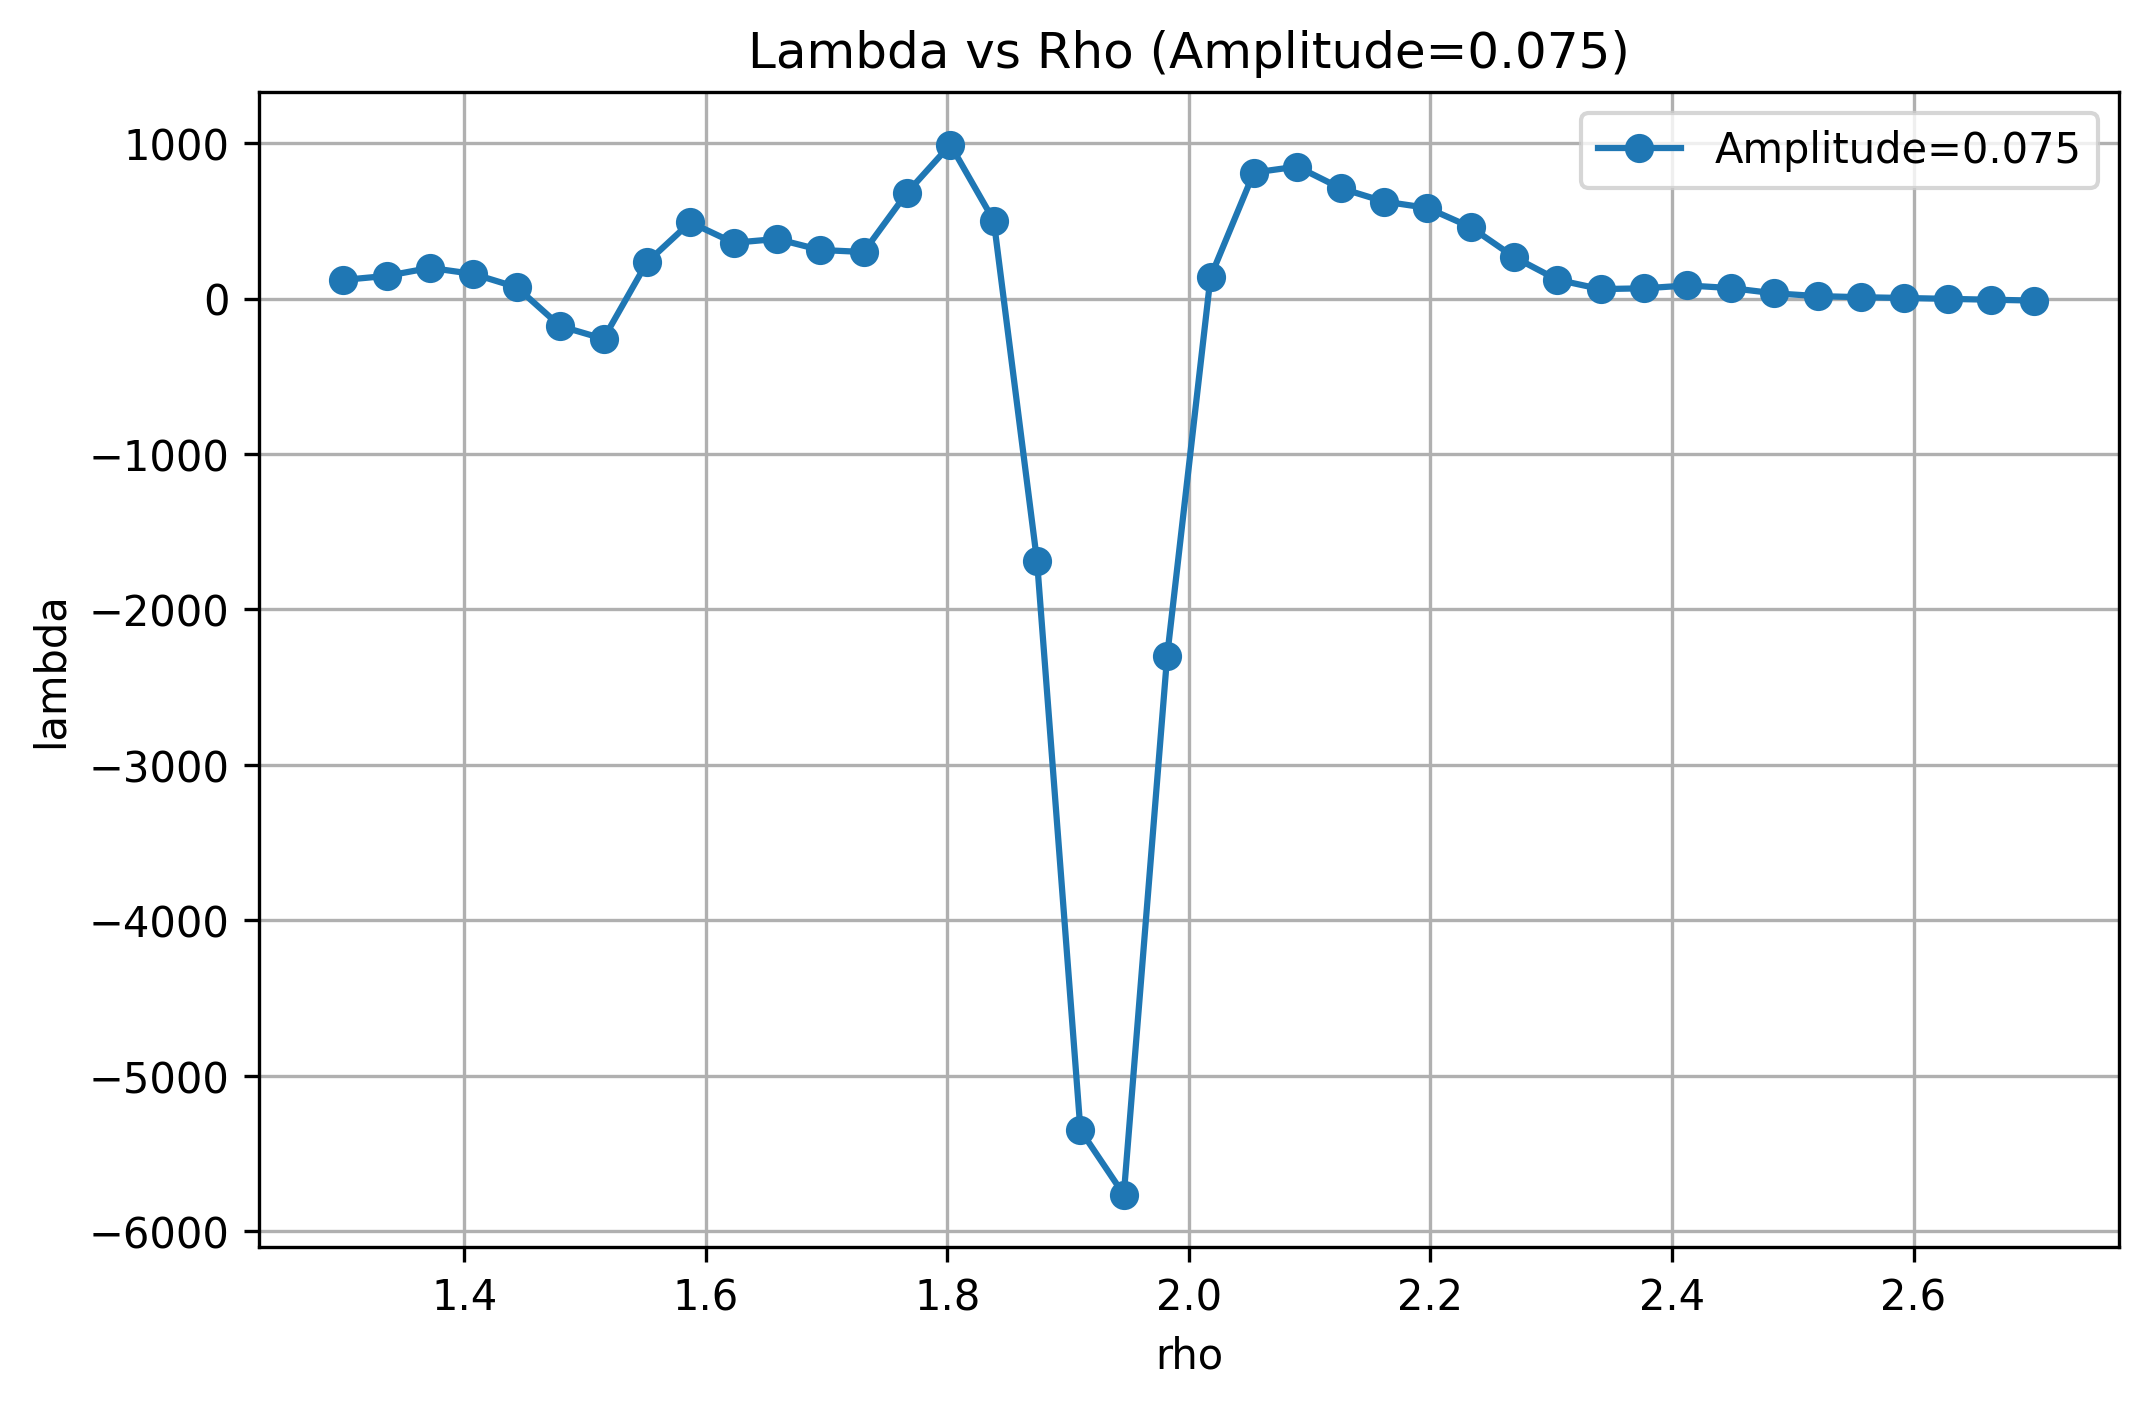 Lambda vs Rho (Amplitude=0.075)
Amplitude=0.075
1000
0
−1000
−2000
−3000
−4000
−5000
−6000
lambda
1.4 1.6 1.8 2.0 2.2 2.4 2.6
rho